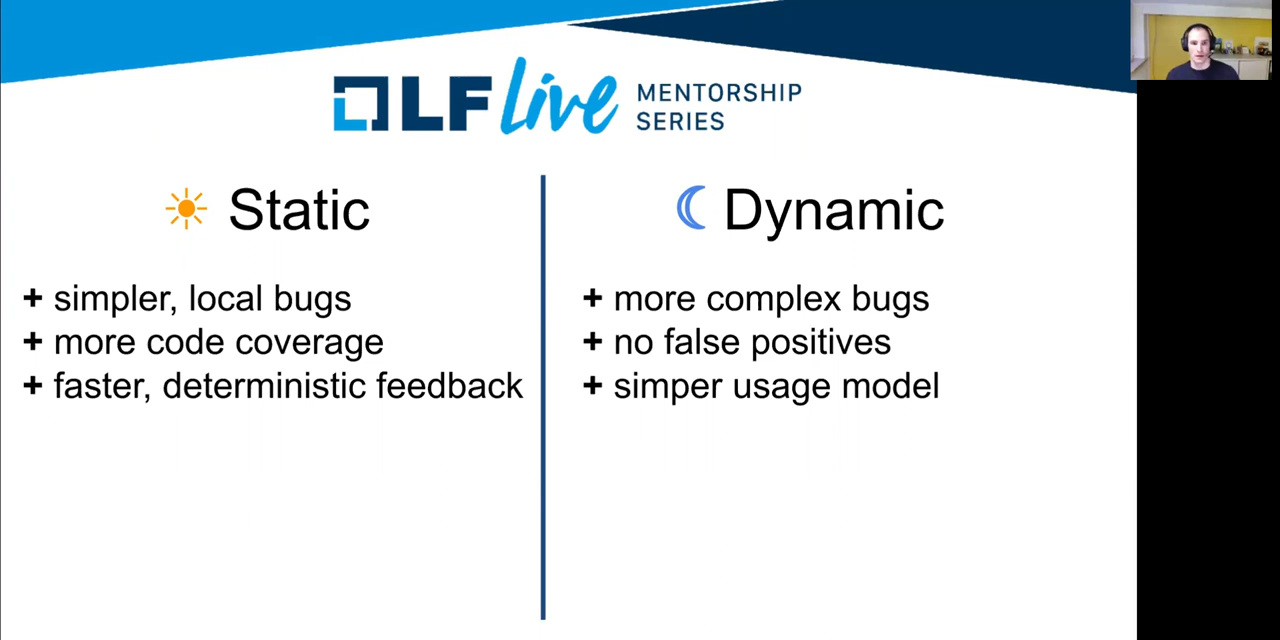 LF live MENTORSHIP
SERIES
Static
+ simpler, local bugs
+ more code coverage
+ faster, deterministic feedback
Dynamic
+ more complex bugs
+ no false positives
+ simper usage model